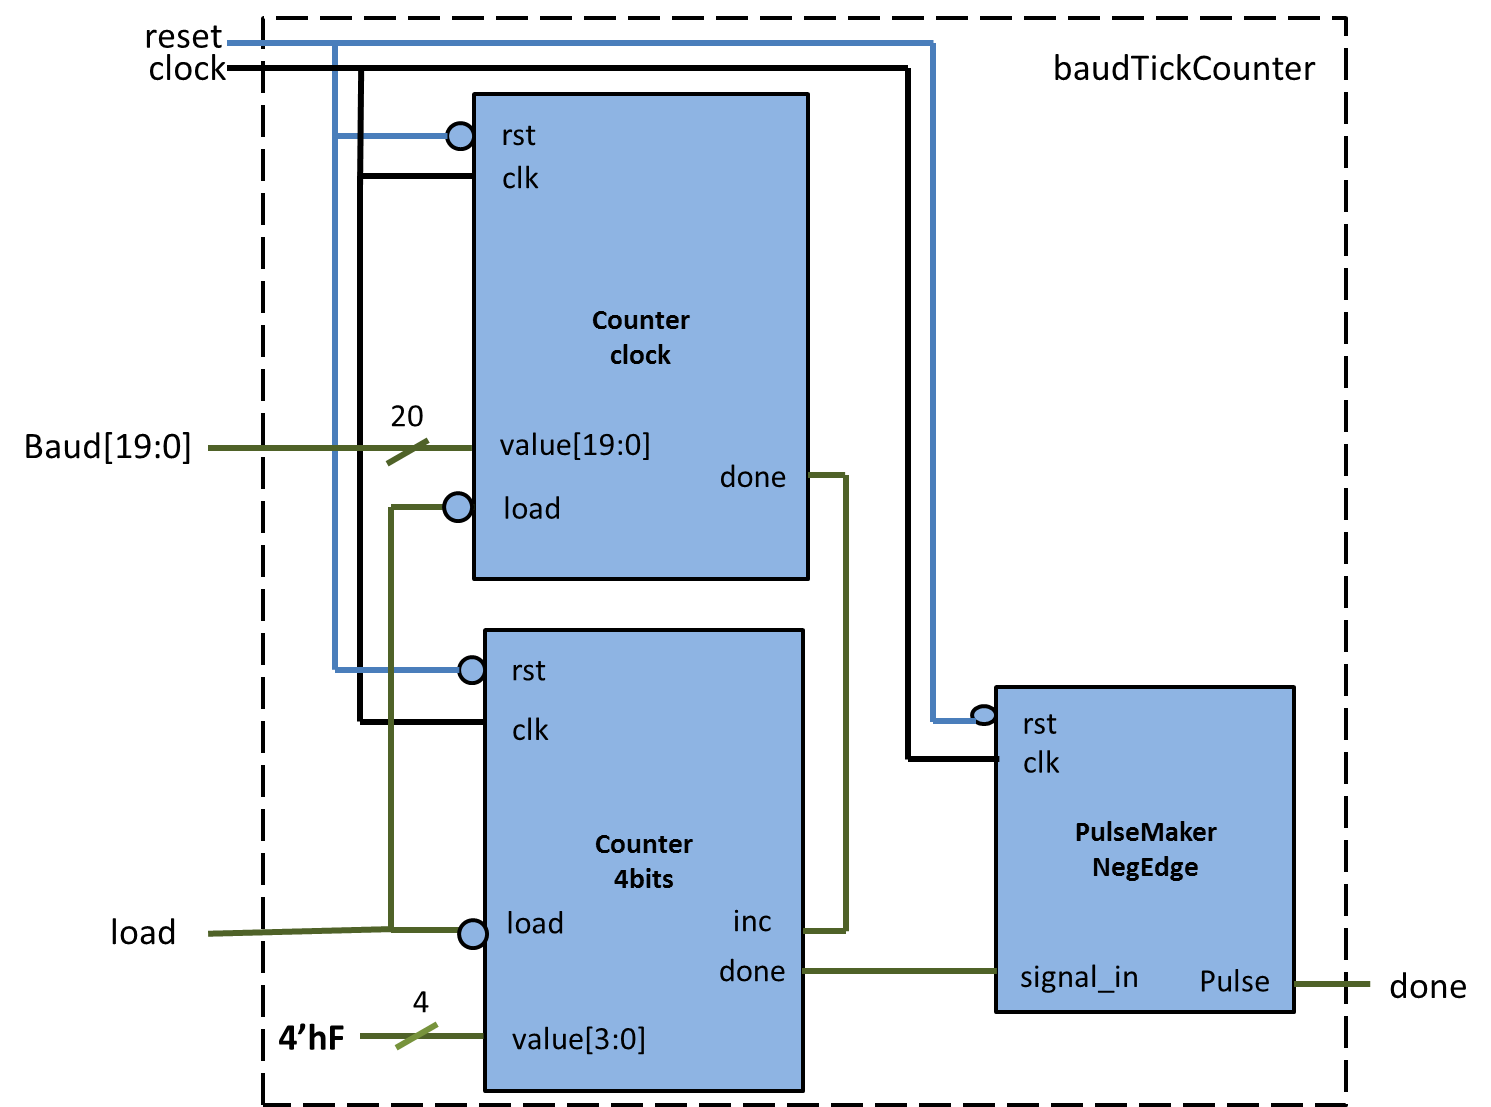 reset
clock
baudTickCounter
rst
clk
Counter
clock
20
Baud[19:0]
value[19:0]
done
load
rst
clk
rst
clk
PulseMaker
NegEdge
Counter
4bits
load
load
inc
done
signal_in
Pulse
done
4
4’hF
value[3:0]